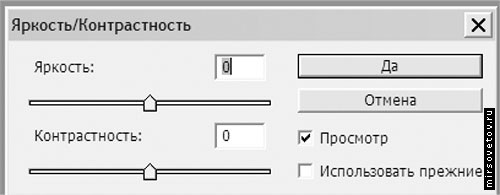 Яркость/Контрастность
Яркость: 0
Да
Отмена
Контрастность: 0
Просмотр
Использовать прежние
mirsovetov.ru